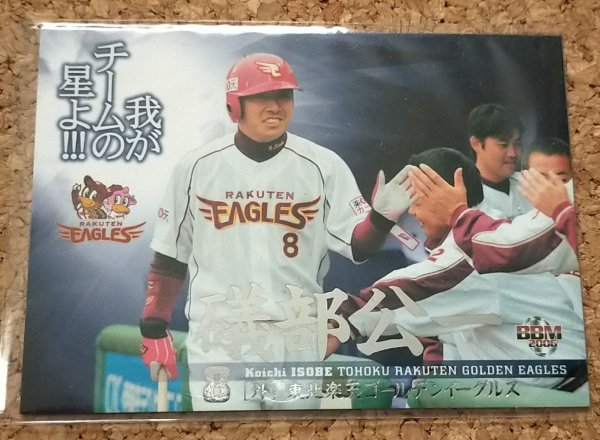 我が
チームの
星よ!!!
RAKUTEN
EAGLES
8
RAKUTEN
EAGLES
礒部公一
BBM
2006
Koichi ISOBE TOHOKU RAKUTEN GOLDEN EAGLES
[外] 東北楽天ゴールデンイーグルス